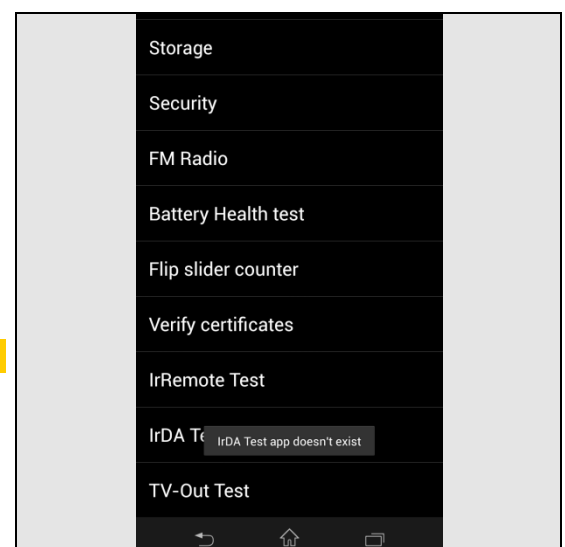 Storage
Security
FM Radio
Battery Health test
Flip slider counter
Verify certificates
IrRemote Test
IrDA Te
IrDA Test app doesn't exist
TV-Out Test